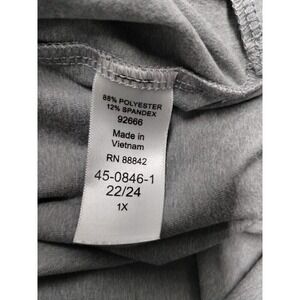 88% POLYESTER
12% SPANDEX
92666
Made in
Vietnam
RN 88842
45-0846-1
22/24
1X